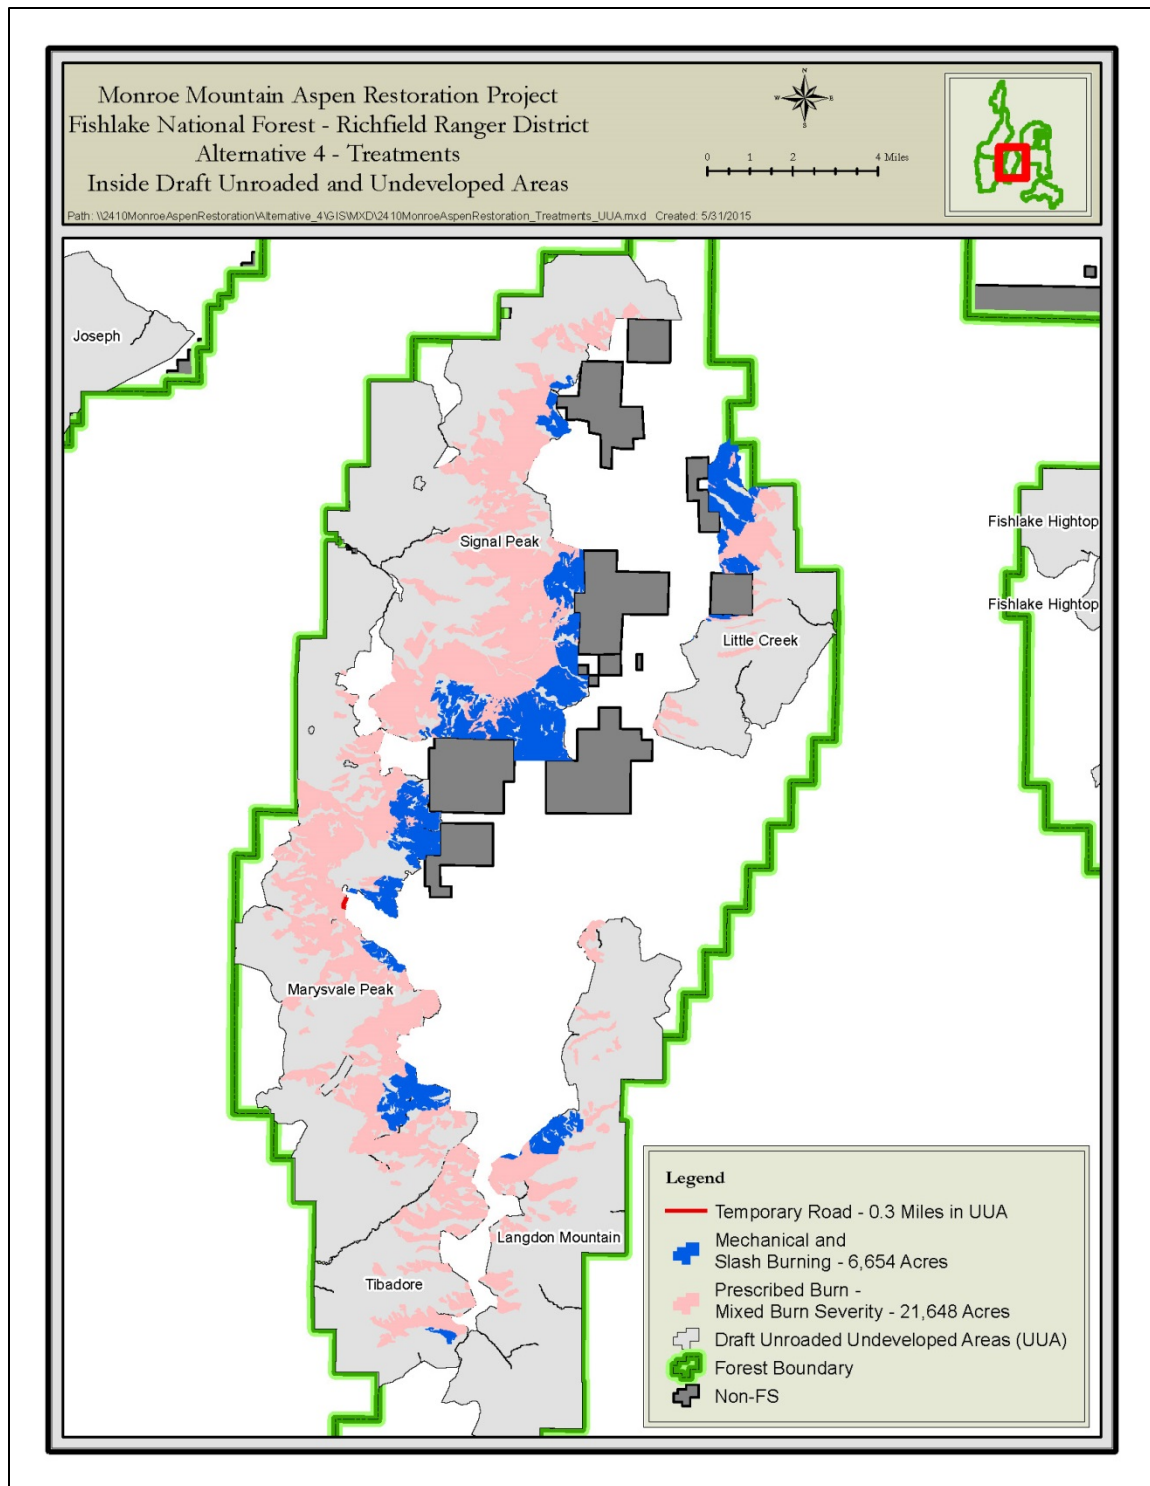 Monroe Mountain Aspen Restoration Project
Fishlake National Forest - Richfield Ranger District
Alternative 4 - Treatments
Inside Draft Unroaded and Undeveloped Areas
Path: \\2410MonroeAspenRestoration\Alternative_4\GIS\MXD\2410MonroeAspenRestoration_Treatments_UUA.mxd Created: 5/31/2015
N
W E
S
0 1 2 4 Miles
Joseph
Signal Peak
Fishlake Hightop
Fishlake Hightop
Little Creek
Marysvale Peak
Langdon Mountain
Tibadore
Legend
Temporary Road - 0.3 Miles in UUA
Mechanical and
Slash Burning - 6,654 Acres
Prescribed Burn -
Mixed Burn Severity - 21,648 Acres
Draft Unroaded Undeveloped Areas (UUA)
Forest Boundary
Non-FS